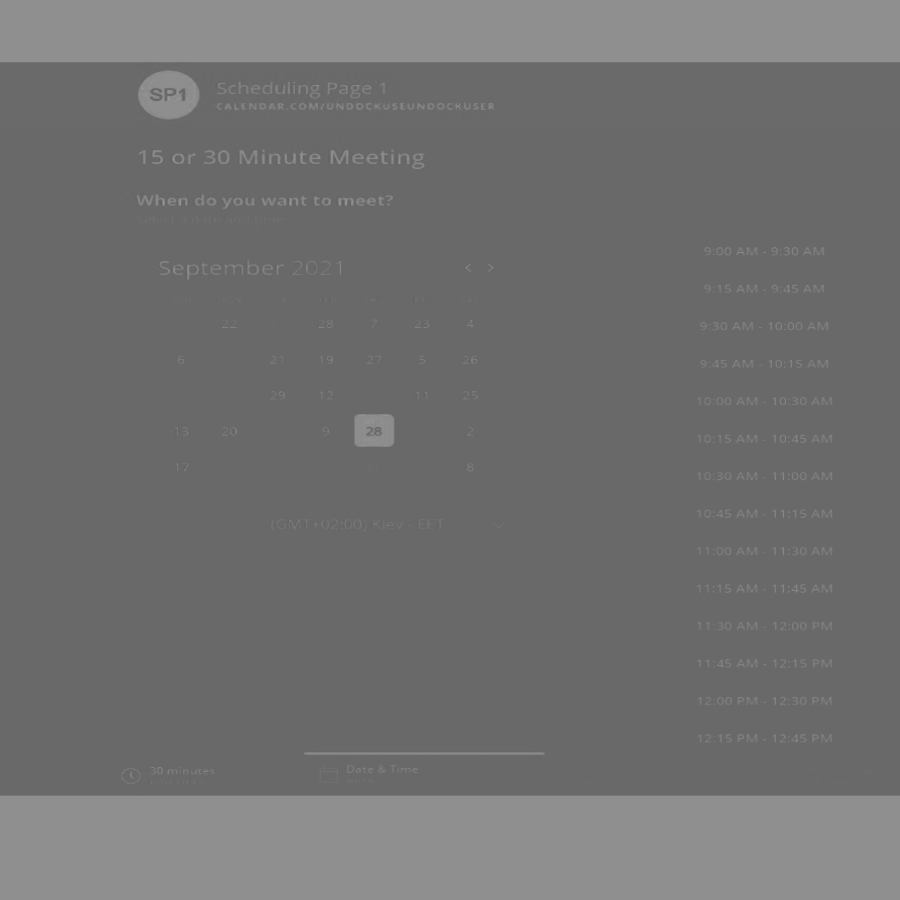 SP1
Scheduling Page 1
CALENDAR.COM/UNDOCKUSEUNDOCKUSER
15 or 30 Minute Meeting
When do you want to meet?
September 2021
< >
22 28 7 23 4
6 21 19 27 5 26
29 12 11 25
13 20 9 28 2
17 8
(GMT+02:00) Kiev - EET
9:00 AM - 9:30 AM
9:15 AM - 9:45 AM
9:30 AM - 10:00 AM
9:45 AM - 10:15 AM
10:00 AM - 10:30 AM
10:15 AM - 10:45 AM
10:30 AM - 11:00 AM
10:45 AM - 11:15 AM
11:00 AM - 11:30 AM
11:15 AM - 11:45 AM
11:30 AM - 12:00 PM
11:45 AM - 12:15 PM
12:00 PM - 12:30 PM
12:15 PM - 12:45 PM
30 minutes
Date & Time